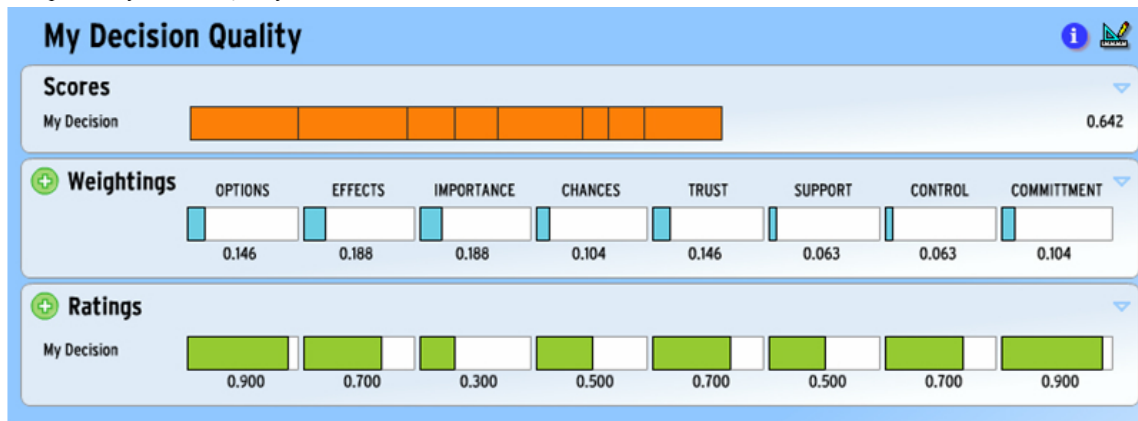 My Decision Quality
Scores
My Decision 0.642
Weightings OPTIONS EFFECTS IMPORTANCE CHANCES TRUST SUPPORT CONTROL COMMITTMENT
0.146 0.188 0.188 0.104 0.146 0.063 0.063 0.104
Ratings
My Decision
0.900 0.700 0.300 0.500 0.700 0.500 0.700 0.900